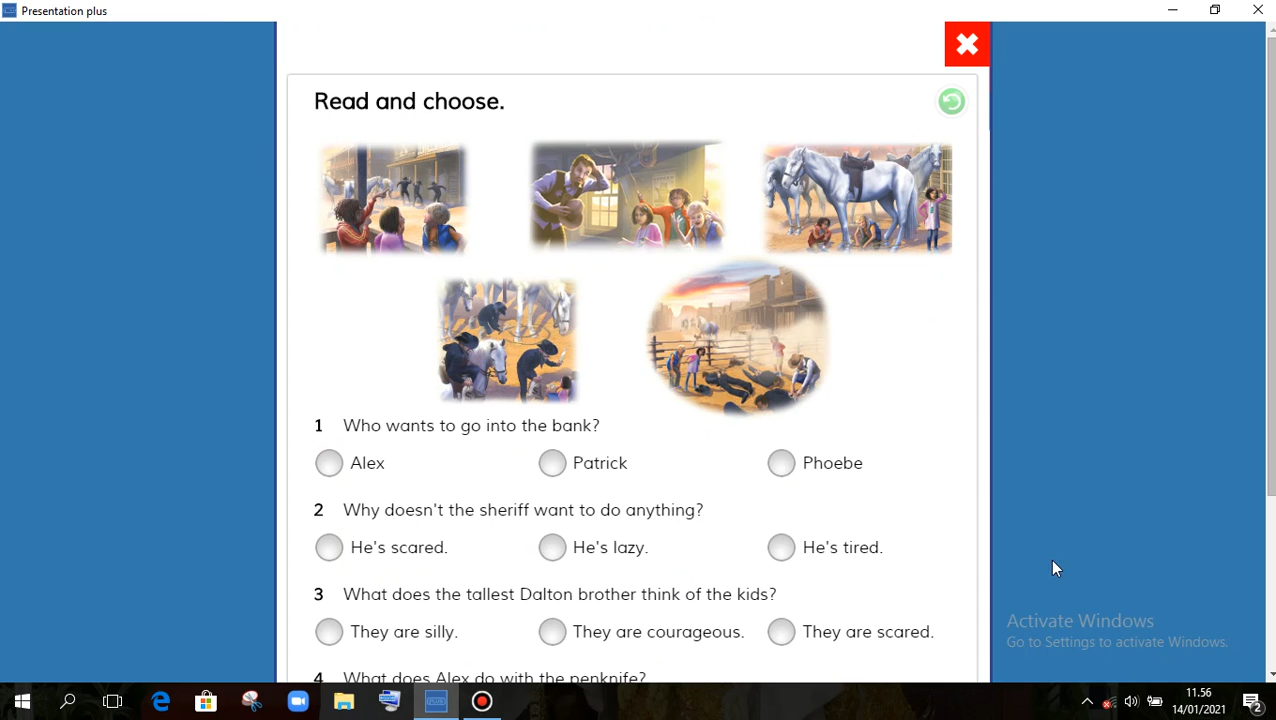 Presentation plus
Read and choose.
1 Who wants to go into the bank?
Alex Patrick Phoebe
2 Why doesn't the sheriff want to do anything?
He's scared. He's lazy. He's tired.
3 What does the tallest Dalton brother think of the kids?
They are silly. They are courageous. They are scared.
4 What does Alex do with the penknife?
Activate Windows
Go to Settings to activate Windows.
11.56
14/01/2021
2